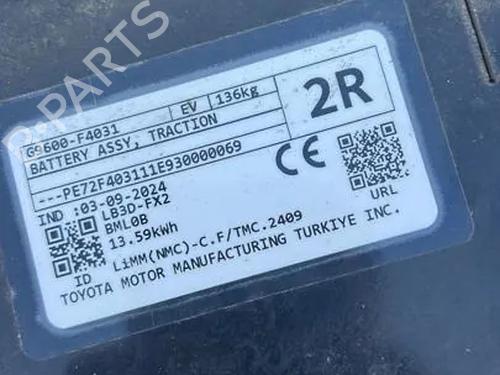 B-PARTS
G9600-F4031 EV 136kg 2R
BATTERY ASSY, TRACTION
---PE72F403111E930000069
IND :03-09-2024
LB3D-FX2
BML0B
13.59kWh
CE
URL
ID
LiMM(NMC)-C.F/TMC.2409
TOYOTA MOTOR MANUFACTURING TURKIYE INC.